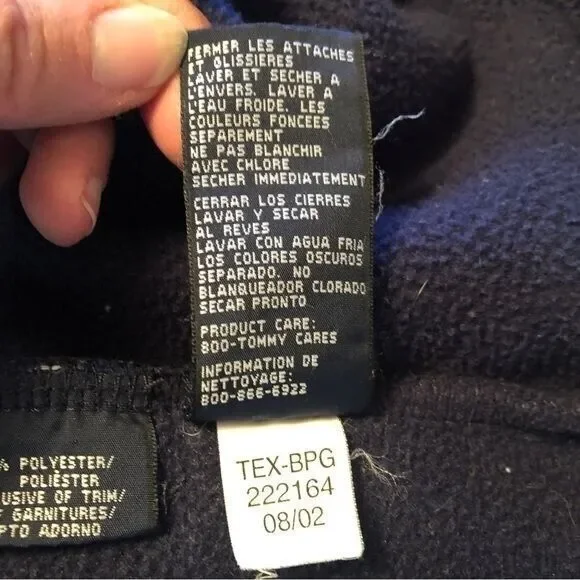 FERMER LES ATTACHES
ET GLISSIÈRES
LAVER ET SECHER A
L'ENVERS. LAVER A
L'EAU FROIDE. LES
COULEURS FONCEES
SEPAREMENT
NE PAS BLANCHIR
AVEC CHLORE
SECHER IMMEDIATEMENT
CERRAR LOS CIERRES
LAVAR Y SECAR
AL REVES
LAVAR CON AGUA FRIA
LOS COLORES OSCUROS
SEPARADO. NO
BLANQUEADOR CLORADO
SECAR PRONTO
PRODUCT CARE:
800-TOMMY CARES
INFORMATION DE
NETTOYAGE:
800-866-6922
% POLYESTER/
POLIÉSTER
USIVE OF TRIM/
GARNITURES/
PTO ADORNO
TEX-BPG
222164
08/02